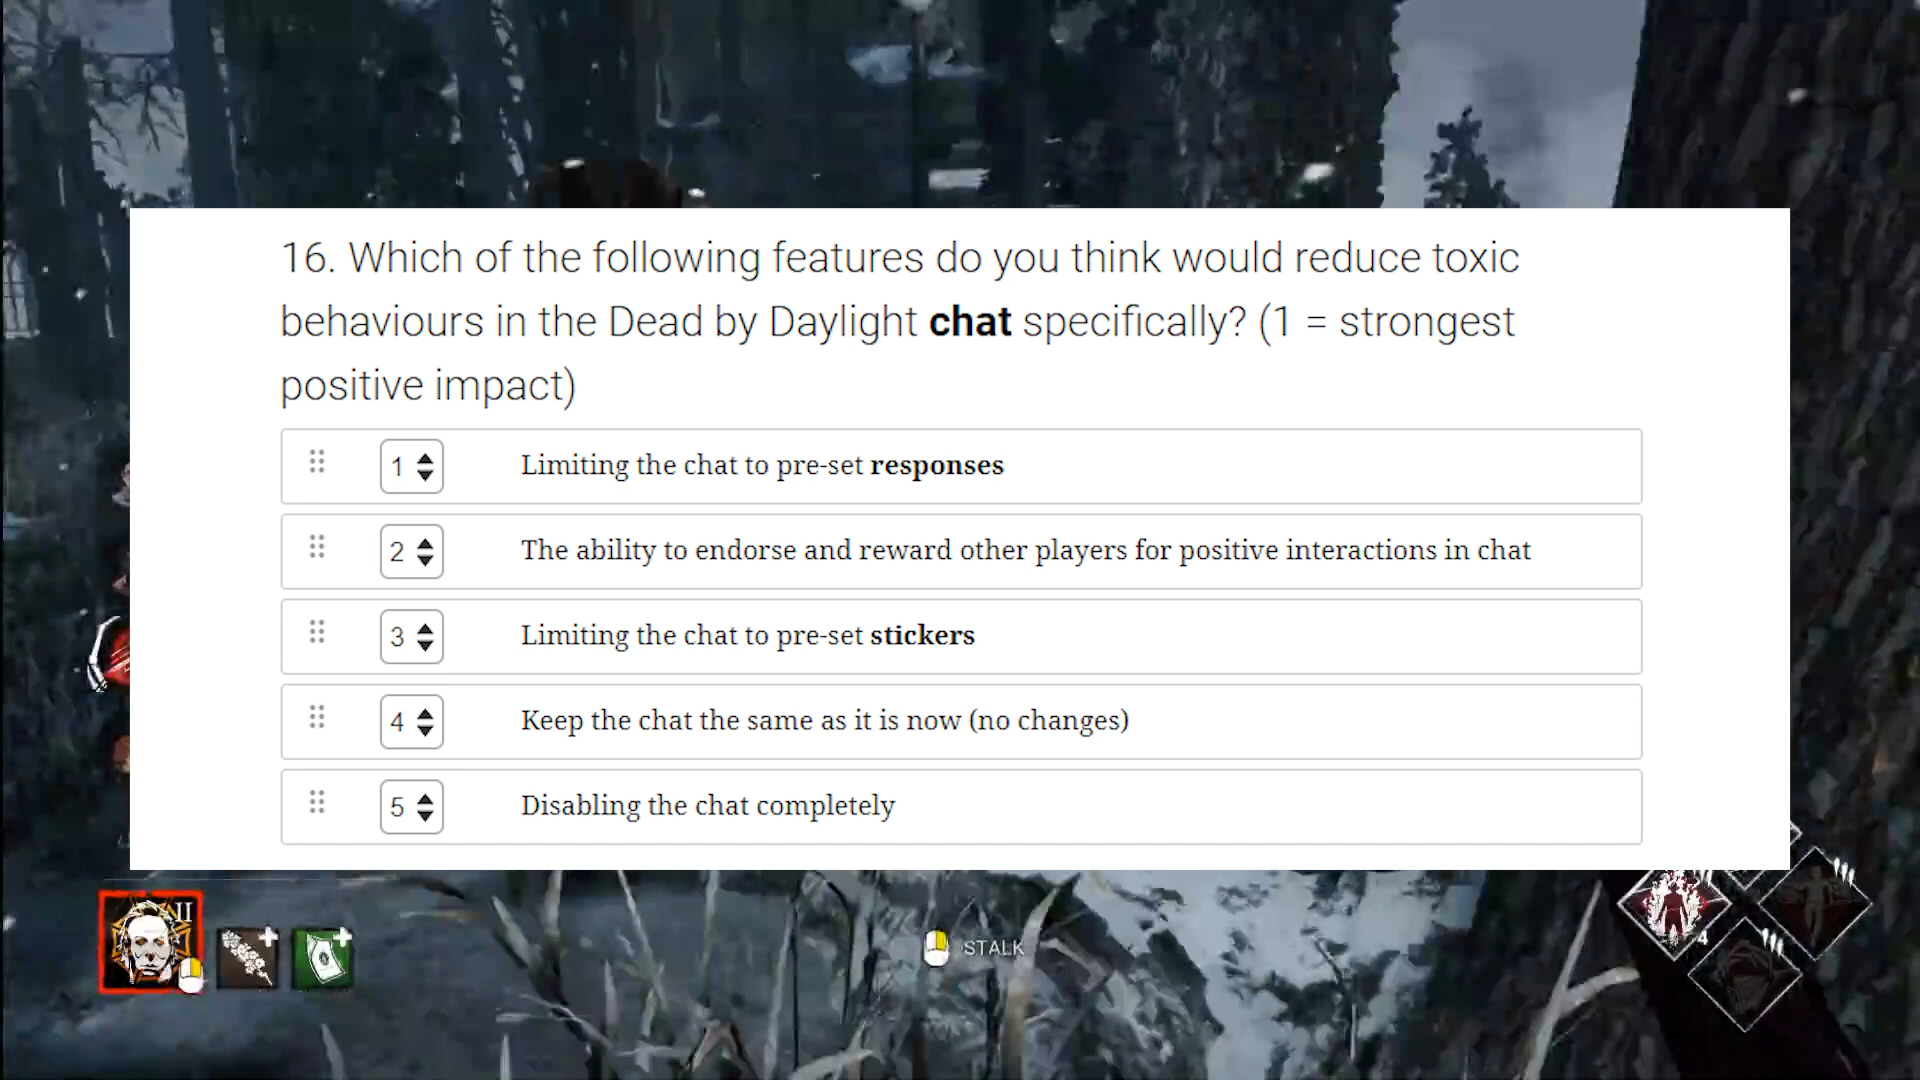 16. Which of the following features do you think would reduce toxic
behaviours in the Dead by Daylight chat specifically? (1 = strongest
positive impact)
1 Limiting the chat to pre-set responses
2 The ability to endorse and reward other players for positive interactions in chat
3 Limiting the chat to pre-set stickers
4 Keep the chat the same as it is now (no changes)
5 Disabling the chat completely
II
STALK
4